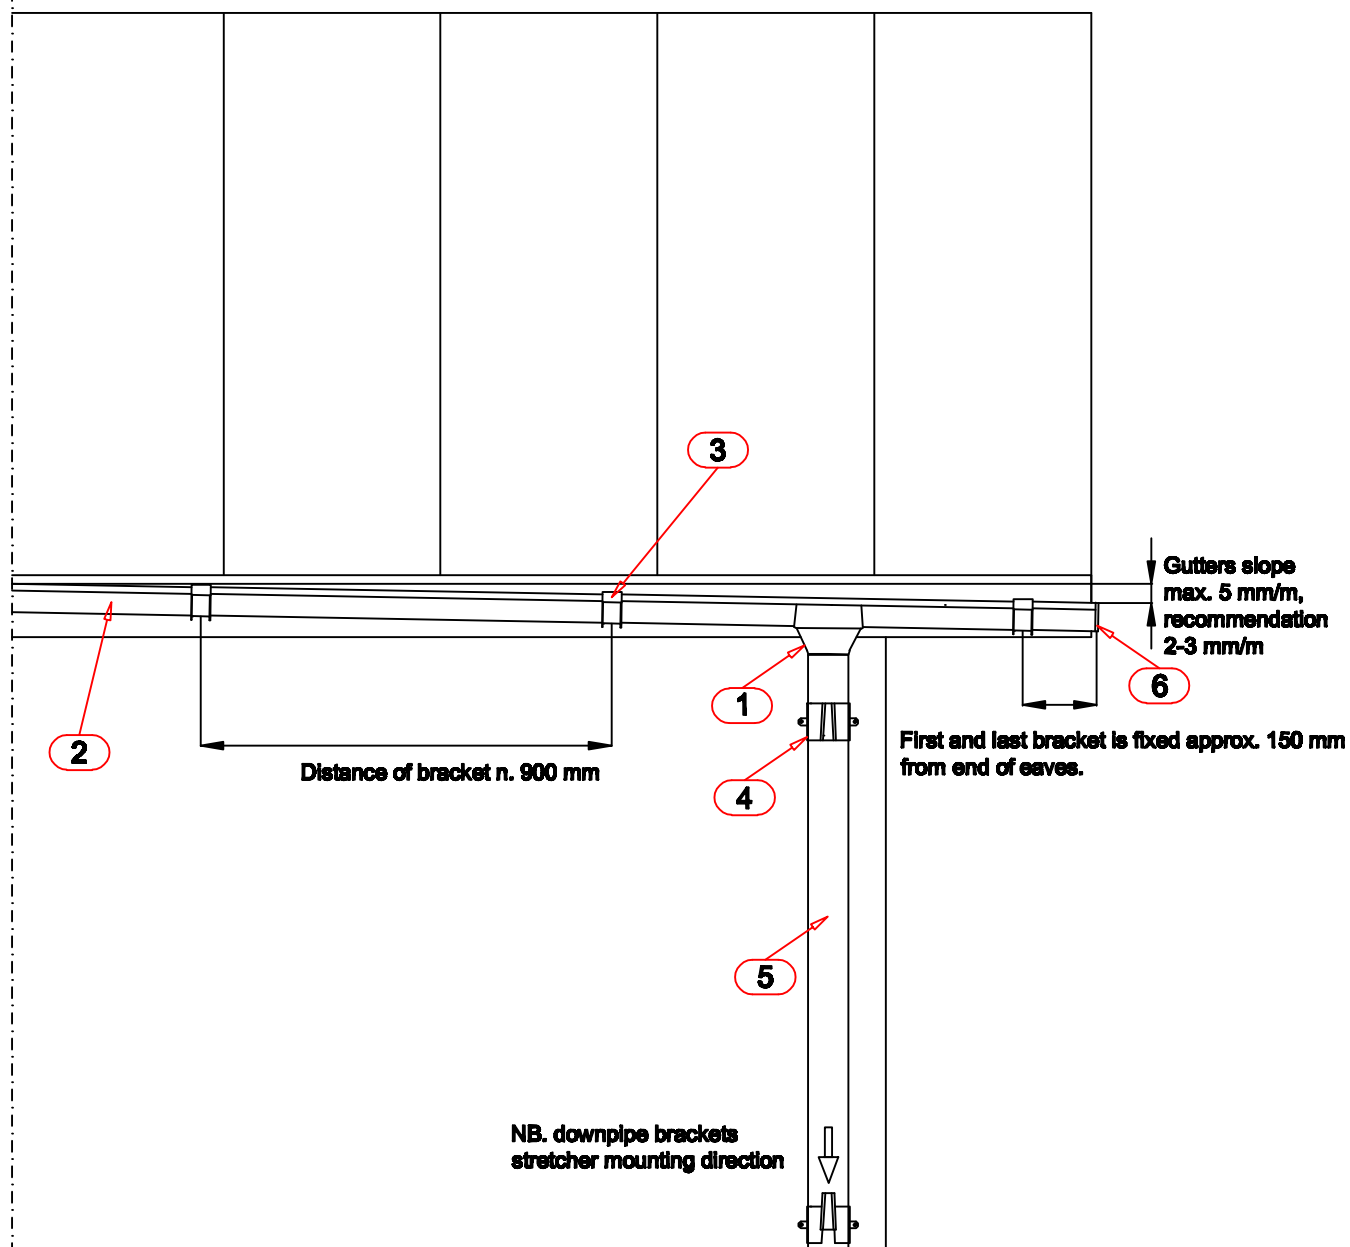 3
Gutters slope
max. 5 mm/m,
recommendation
2-3 mm/m
6
1
2
First and last bracket is fixed approx. 150 mm
from end of eaves.
Distance of bracket n. 900 mm
4
5
NB. downpipe brackets
stretcher mounting direction